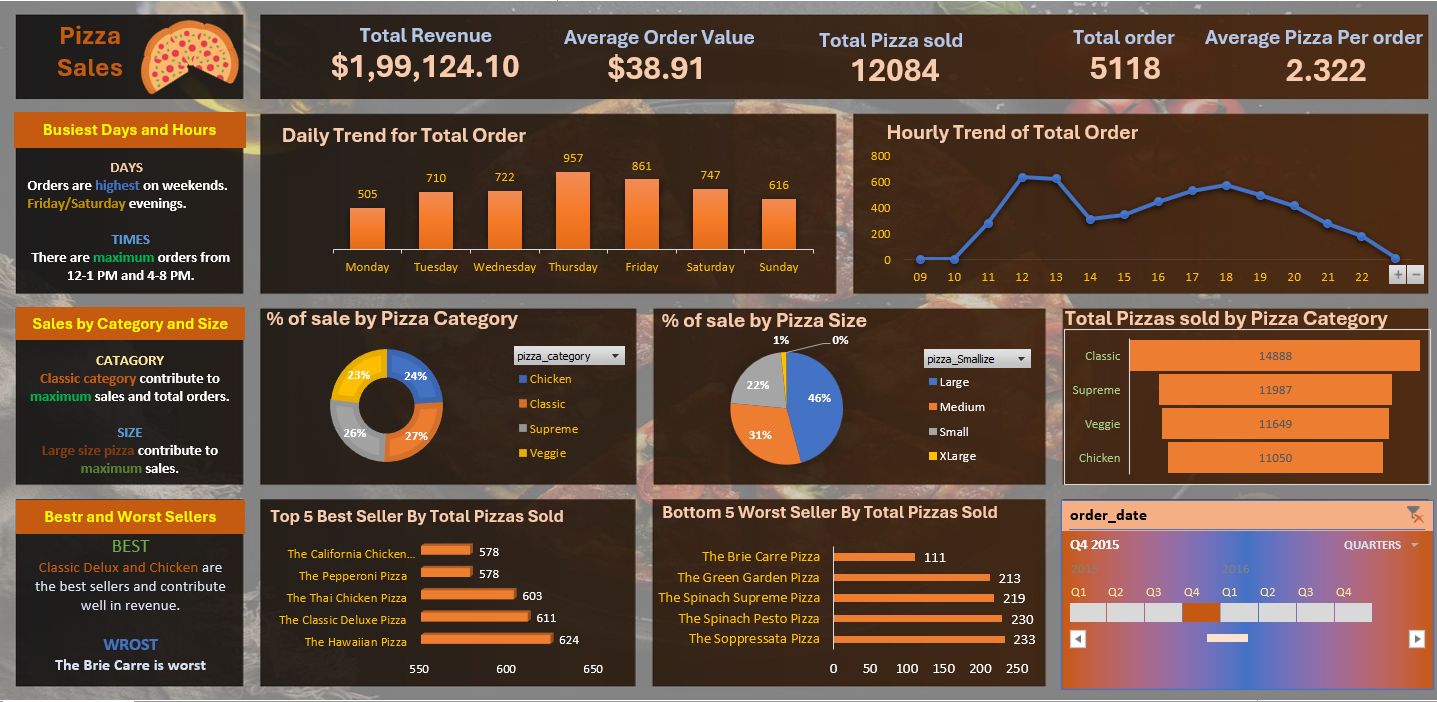 Pizza
Sales
Total Revenue
$1,99,124.10
Average Order Value
$38.91
Total Pizza sold
12084
Total order
5118
Average Pizza Per order
2.322
Busiest Days and Hours
DAYS
Orders are highest on weekends.
Friday/Saturday evenings.
TIMES
There are maximum orders from
12-1 PM and 4-8 PM.
Daily Trend for Total Order
505
710
722
957
861
747
616
Monday
Tuesday
Wednesday
Thursday
Friday
Saturday
Sunday
Hourly Trend of Total Order
800
600
400
200
0
09 10 11 12 13 14 15 16 17 18 19 20 21 22
+ −
Sales by Category and Size
CATAGORY
Classic category contribute to
maximum sales and total orders.
SIZE
Large size pizza contribute to
maximum sales.
% of sale by Pizza Category
23%
24%
26%
27%
pizza_category
Chicken
Classic
Supreme
Veggie
% of sale by Pizza Size
1%
0%
22%
46%
31%
pizza_Smallize
Large
Medium
Small
XLarge
Total Pizzas sold by Pizza Category
Classic 14888
Supreme 11987
Veggie 11649
Chicken 11050
Bestr and Worst Sellers
BEST
Classic Delux and Chicken are
the best sellers and contribute
well in revenue.
WROST
The Brie Carre is worst
Top 5 Best Seller By Total Pizzas Sold
The California Chicken... 578
The Pepperoni Pizza 578
The Thai Chicken Pizza 603
The Classic Deluxe Pizza 611
The Hawaiian Pizza 624
550 600 650
Bottom 5 Worst Seller By Total Pizzas Sold
The Brie Carre Pizza 111
The Green Garden Pizza 213
The Spinach Supreme Pizza 219
The Spinach Pesto Pizza 230
The Soppressata Pizza 233
0 50 100 150 200 250
order_date
Q4 2015
QUARTERS
2015 2016
Q1 Q2 Q3 Q4 Q1 Q2 Q3 Q4